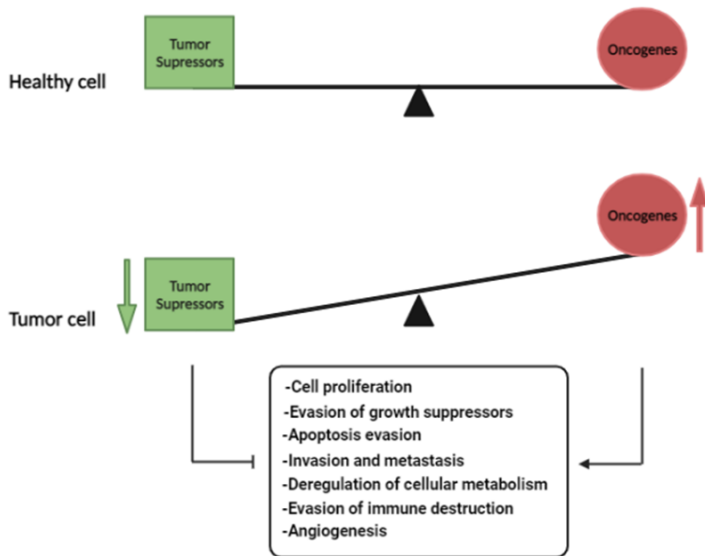 Tumor
Supressors
Oncogenes
Healthy cell
Oncogenes
Tumor
Supressors
Tumor cell
-Cell proliferation
-Evasion of growth suppressors
-Apoptosis evasion
-Invasion and metastasis
-Deregulation of cellular metabolism
-Evasion of immune destruction
-Angiogenesis